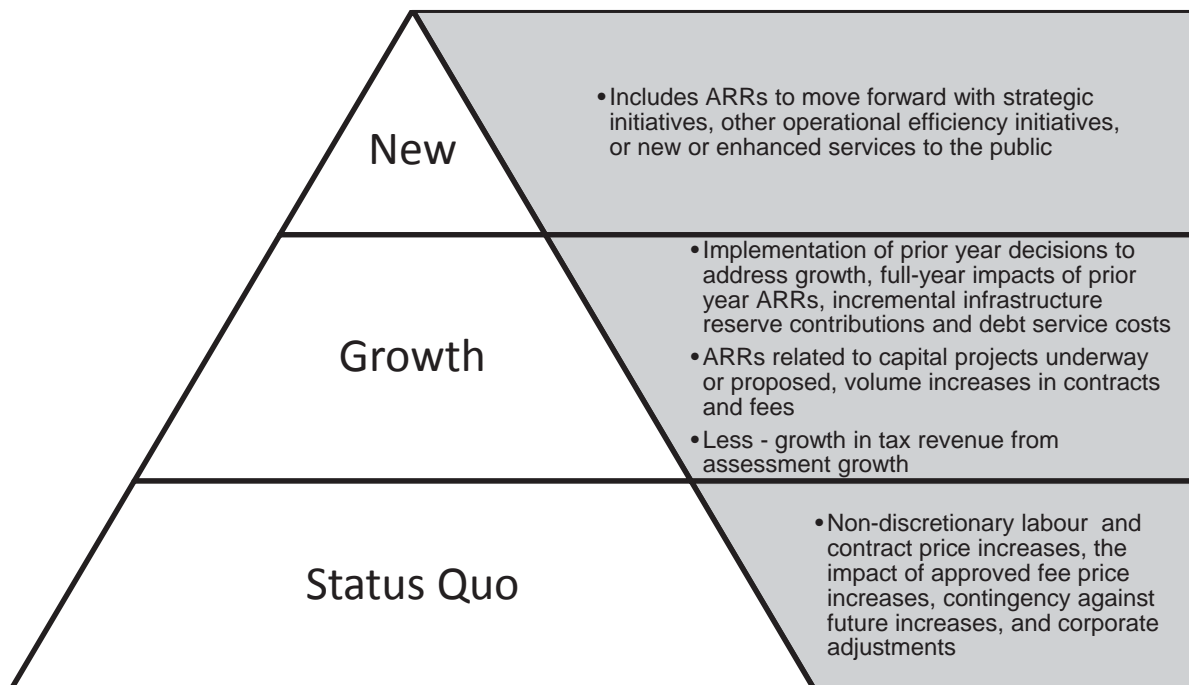 New
•Includes ARRs to move forward with strategic
initiatives, other operational efficiency initiatives,
or new or enhanced services to the public
Growth
•Implementation of prior year decisions to
address growth, full-year impacts of prior
year ARRs, incremental infrastructure
reserve contributions and debt service costs
•ARRs related to capital projects underway
or proposed, volume increases in contracts
and fees
•Less - growth in tax revenue from
assessment growth
Status Quo
•Non-discretionary labour  and
contract price increases, the
impact of approved fee price
increases, contingency against
future increases, and corporate
adjustments